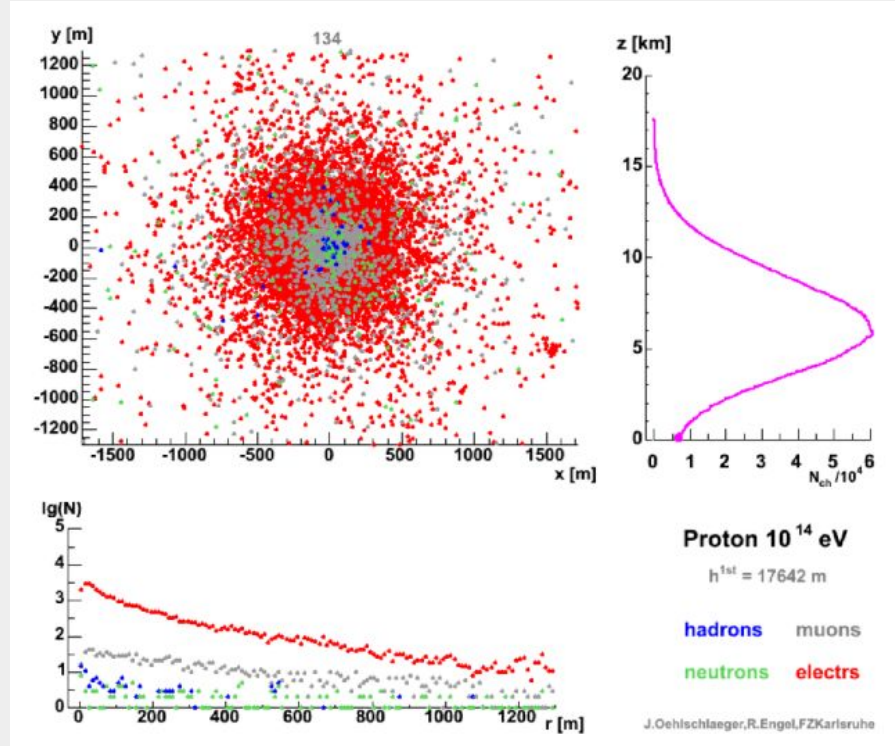 y [m]
134
1200
1000
800
600
400
200
0
-200
-400
-600
-800
-1000
-1200
-1500 -1000 -500 0 500 1000 1500
x [m]
z [km]
20
15
10
5
0
0 1 2 3 4 5 6
Nch /10^4
lg(N)
5
4
3
2
1
0
0 200 400 600 800 1000 1200
r [m]
Proton 10^14 eV
h^1st = 17642 m
hadrons muons
neutrons electrs
J.Oehlschlaeger,R.Engel,FZKarlsruhe